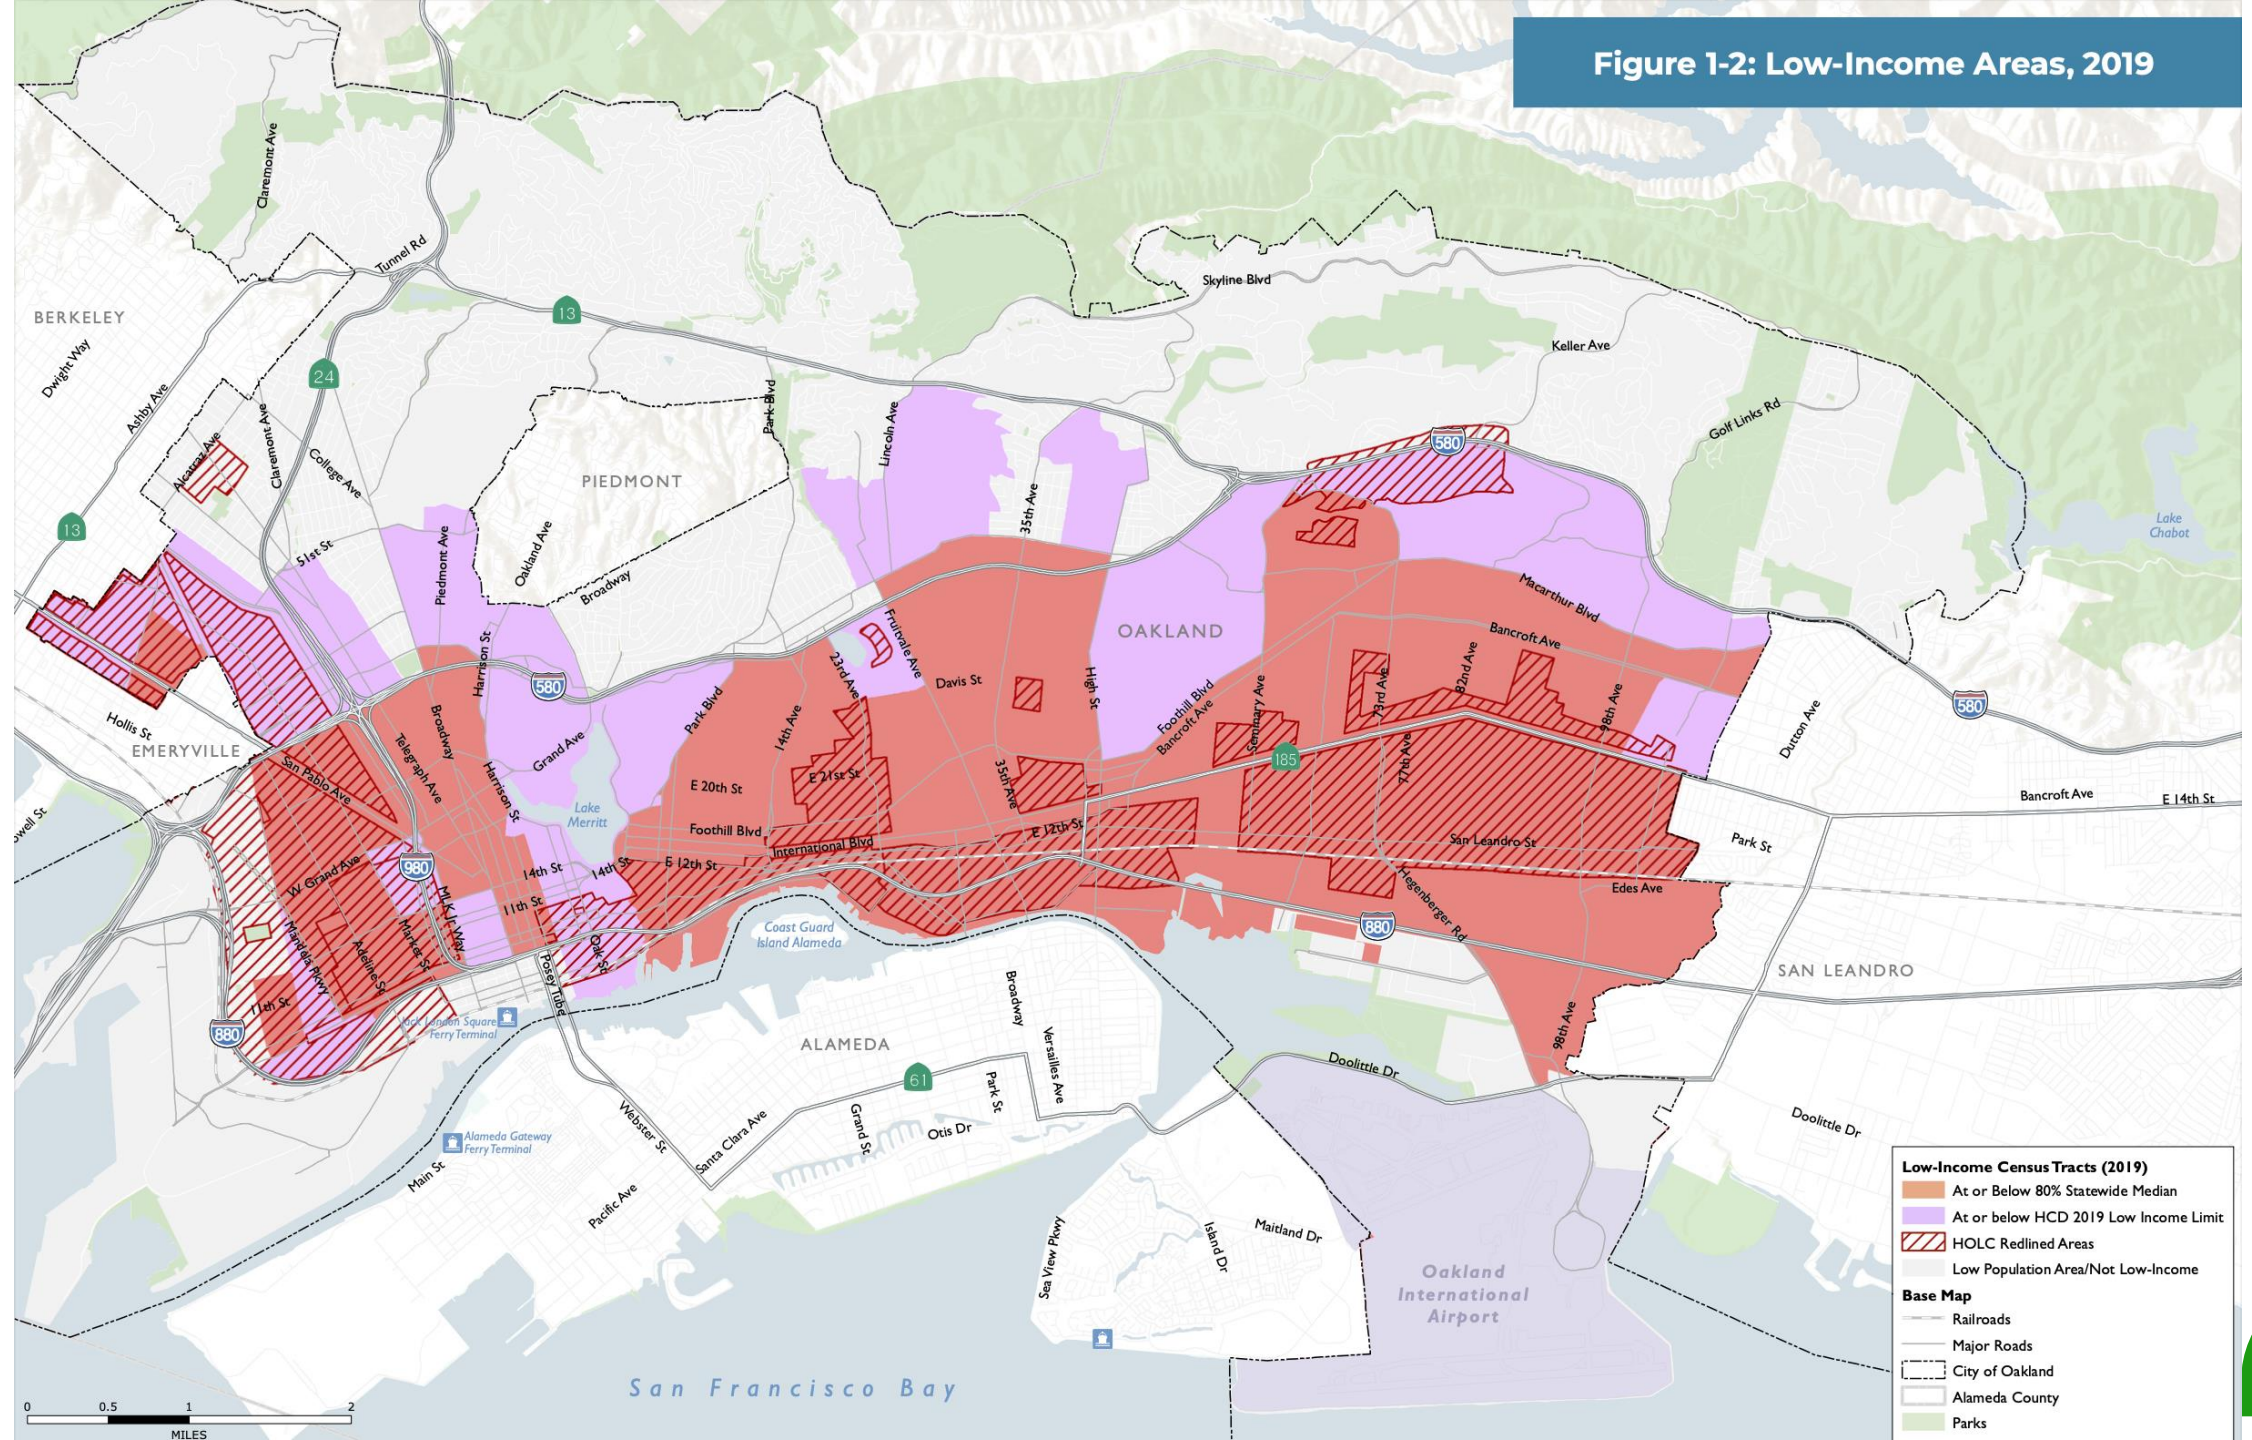 Figure 1-2: Low-Income Areas, 2019
Claremont Ave
Tunnel Rd
Skyline Blvd
BERKELEY
13
Dwight Way
24
Keller Ave
Ashby Ave
Claremont Ave
College Ave
Park Blvd
Lincoln Ave
Golf Links Rd
Alcatraz Ave
580
PIEDMONT
35th Ave
13
Lake
Chabot
51st St
Piedmont Ave
Oakland Ave
Broadway
Macarthur Blvd
OAKLAND
Bancroft Ave
Fruitvale Ave
Harrison St
580
23rd Ave
Davis St
High St
82nd Ave
73rd Ave
98th Ave
580
Hollis St
EMERYVILLE
Broadway
Park Blvd
14th Ave
Foothill Blvd
Bancroft Ave
Seminary Ave
Dutton Ave
Telegraph Ave
Grand Ave
San Pablo Ave
Harrison St
E 20th St
E 21st St
35th Ave
185
77th Ave
Bancroft Ave
E 14th St
Lake
Merritt
Foothill Blvd
International Blvd
E 12th St
San Leandro St
Park St
W Grand Ave
980
14th St
14th St
E 12th St
Hegenberger Rd
Edes Ave
MLK Jr Way
11th St
Mandela Pkwy
Adeline St
Market St
Oak St
Coast Guard
Island Alameda
880
SAN LEANDRO
11th St
Posey Tube
880
Jack London Square
Ferry Terminal
Broadway
98th Ave
ALAMEDA
Versailles Ave
Doolittle Dr
61
Park St
Grand St
Webster St
Santa Clara Ave
Otis Dr
Doolittle Dr
Alameda Gateway
Ferry Terminal
Main St
Pacific Ave
Sea View Pkwy
Island Dr
Maitland Dr
Oakland
International
Airport
San Francisco Bay
0 0.5 1 2
MILES
Low-Income Census Tracts (2019)
At or Below 80% Statewide Median
At or below HCD 2019 Low Income Limit
HOLC Redlined Areas
Low Population Area/Not Low-Income
Base Map
Railroads
Major Roads
City of Oakland
Alameda County
Parks